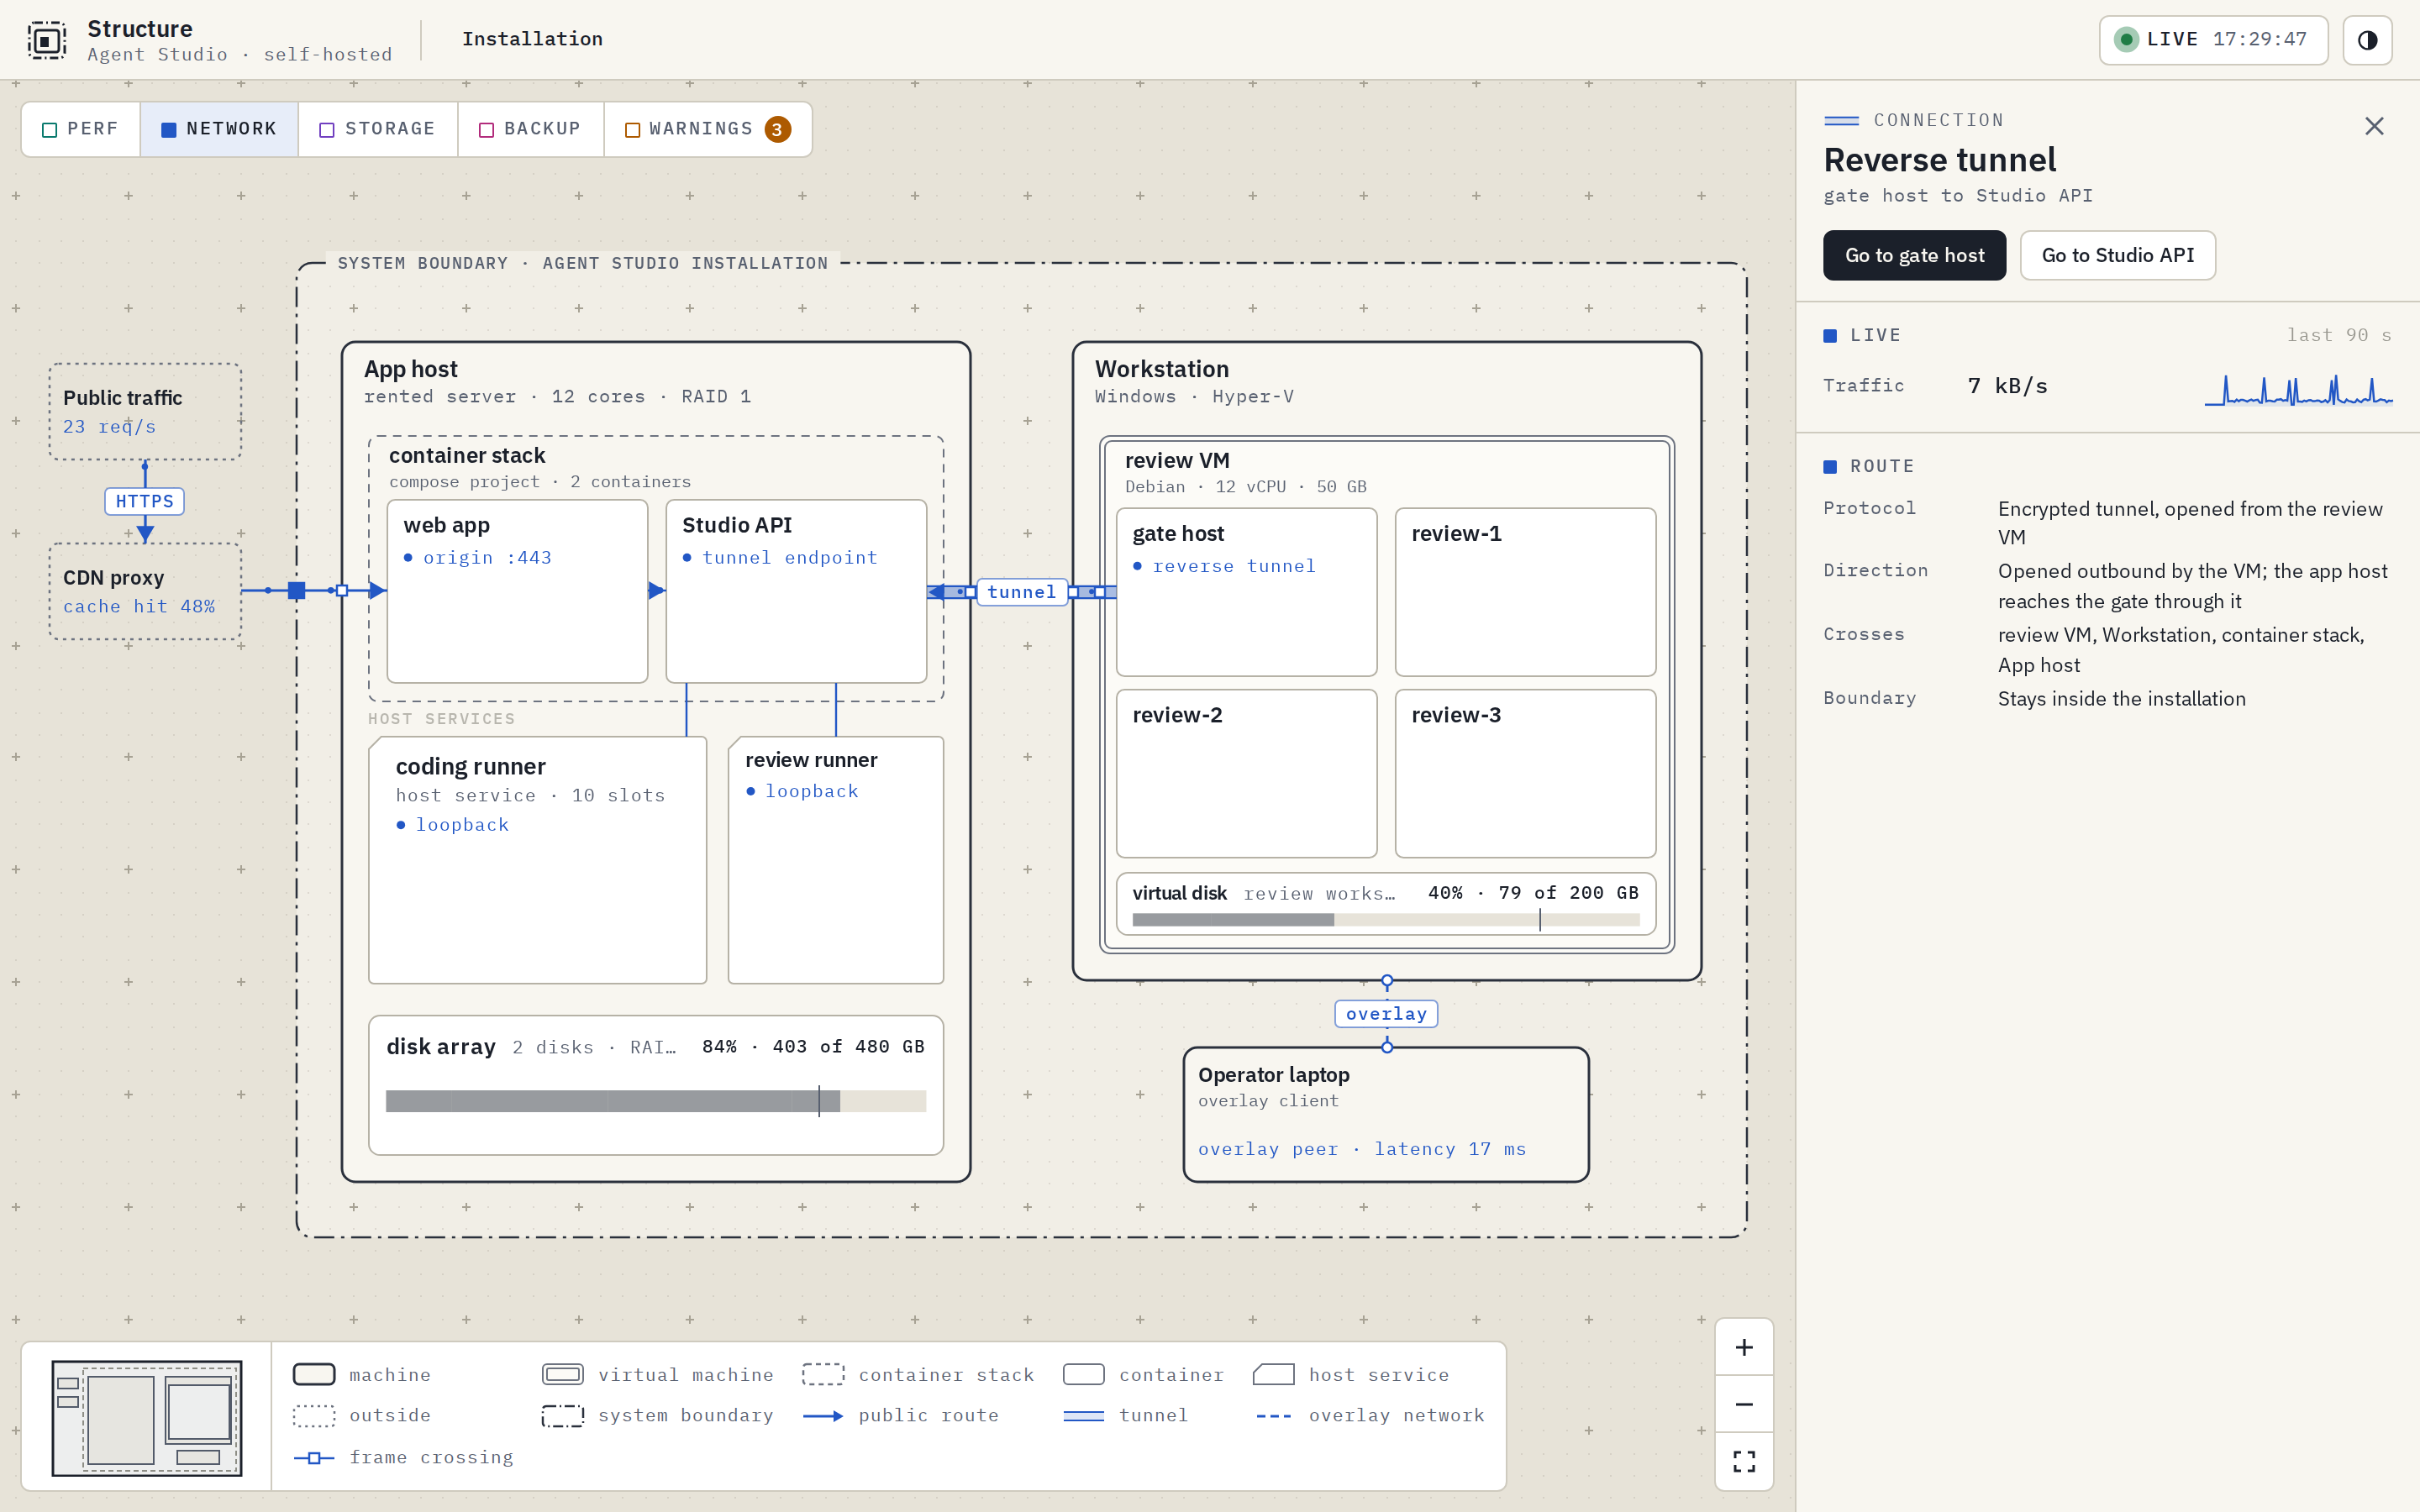 Structure
Agent Studio · self-hosted
Installation
LIVE 17:29:47
PERF
NETWORK
STORAGE
BACKUP
WARNINGS 3
SYSTEM BOUNDARY · AGENT STUDIO INSTALLATION
Public traffic
23 req/s
HTTPS
CDN proxy
cache hit 48%
App host
rented server · 12 cores · RAID 1
container stack
compose project · 2 containers
web app
origin :443
Studio API
tunnel endpoint
HOST SERVICES
coding runner
host service · 10 slots
loopback
review runner
loopback
disk array 2 disks · RAI… 84% · 403 of 480 GB
tunnel
Workstation
Windows · Hyper-V
review VM
Debian · 12 vCPU · 50 GB
gate host
reverse tunnel
review-1
review-2
review-3
virtual disk review works… 40% · 79 of 200 GB
overlay
Operator laptop
overlay client
overlay peer · latency 17 ms
machine
virtual machine
container stack
container
host service
outside
system boundary
public route
tunnel
overlay network
frame crossing
CONNECTION
Reverse tunnel
gate host to Studio API
Go to gate host
Go to Studio API
LIVE
last 90 s
Traffic 7 kB/s
ROUTE
Protocol Encrypted tunnel, opened from the review
VM
Direction Opened outbound by the VM; the app host
reaches the gate through it
Crosses review VM, Workstation, container stack,
App host
Boundary Stays inside the installation